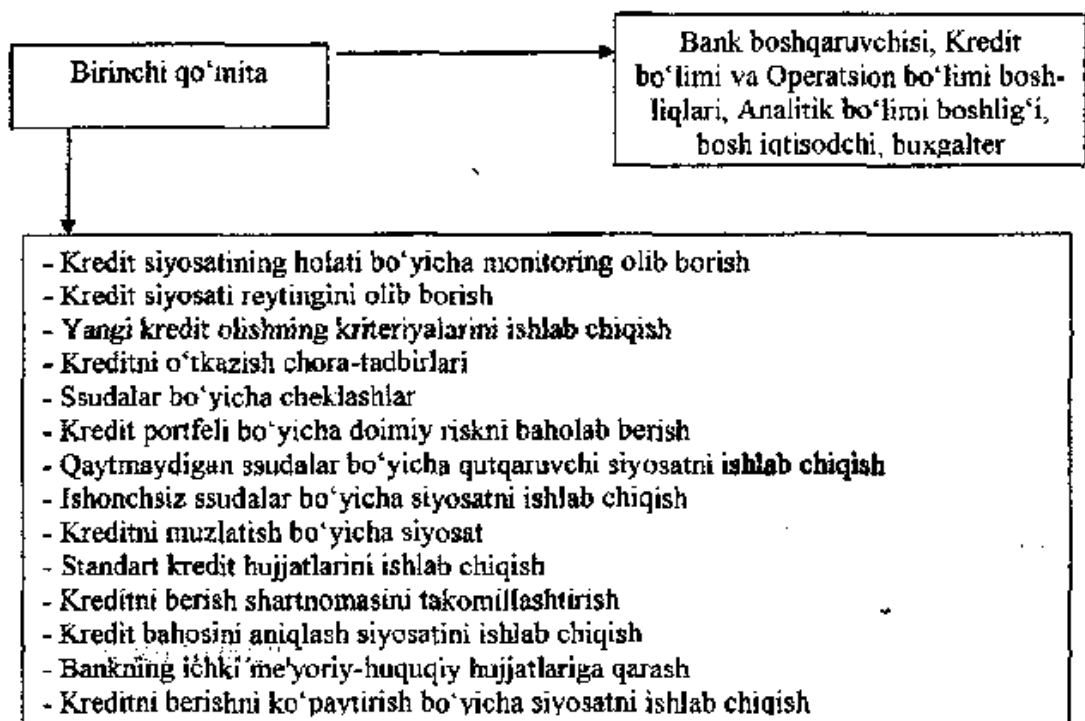 Birinchi qo‘mita
Bank boshqaruvchisi, Kredit
bo‘limi va Operatsion bo‘limi bosh-
liqlari, Analitik bo‘limi boshlig‘i,
bosh iqtisodchi, buxgalter
- Kredit siyosatining holati bo‘yicha monitoring olib borish
- Kredit siyosati reytingini olib borish
- Yangi kredit olishning kriteriyalarini ishlab chiqish
- Kreditni o‘tkazish chora-tadbirlari
- Ssudalar bo‘yicha cheklashlar
- Kredit portfeli bo‘yicha doimiy riskni baholab berish
- Qaytmaydigan ssudalar bo‘yicha qutqaruvchi siyosatni ishlab chiqish
- Ishonchsiz ssudalar bo‘yicha siyosatni ishlab chiqish
- Kreditni muzlatish bo‘yicha siyosat
- Standart kredit hujjatlarini ishlab chiqish
- Kreditni berish shartnomasini takomillashtirish
- Kredit bahosini aniqlash siyosatini ishlab chiqish
- Bankning ichki me’yoriy-huquqiy hujjatlariga qarash
- Kreditni berishni ko‘paytirish bo‘yicha siyosatni ishlab chiqish